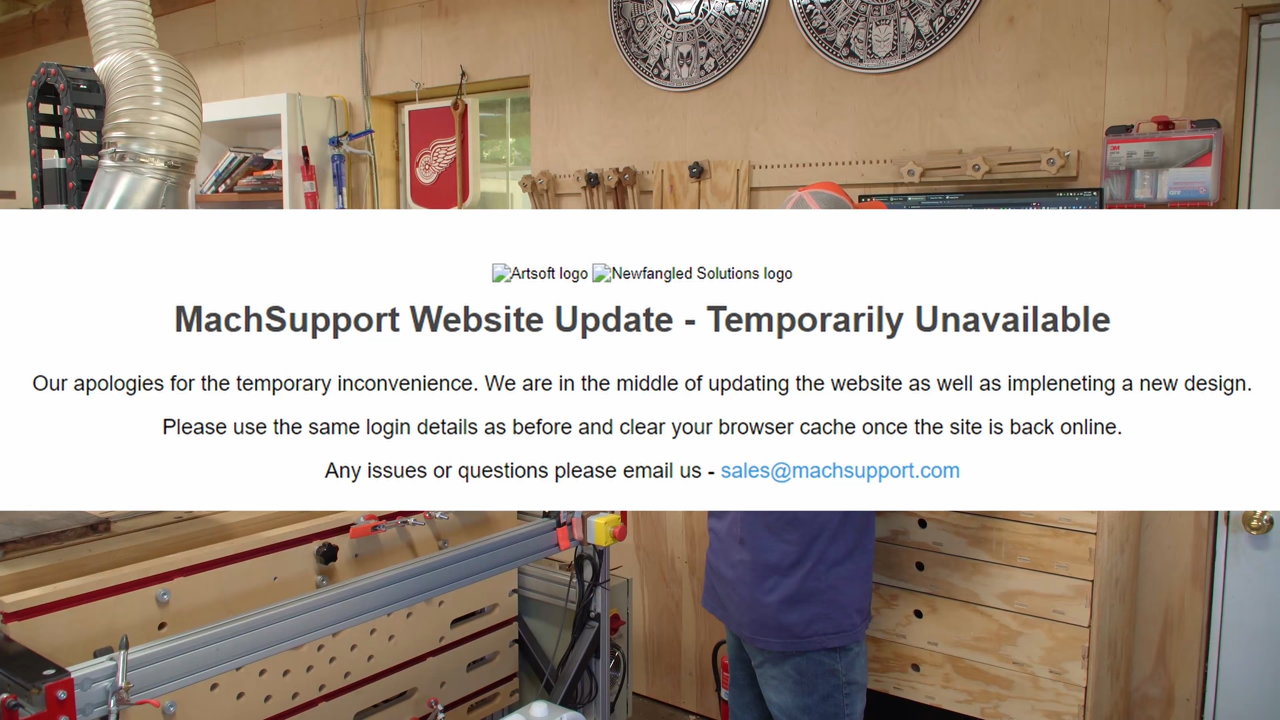 3M
Artsoft logo Newfangled Solutions logo
MachSupport Website Update - Temporarily Unavailable
Our apologies for the temporary inconvenience. We are in the middle of updating the website as well as impleneting a new design.
Please use the same login details as before and clear your browser cache once the site is back online.
Any issues or questions please email us - sales@machsupport.com